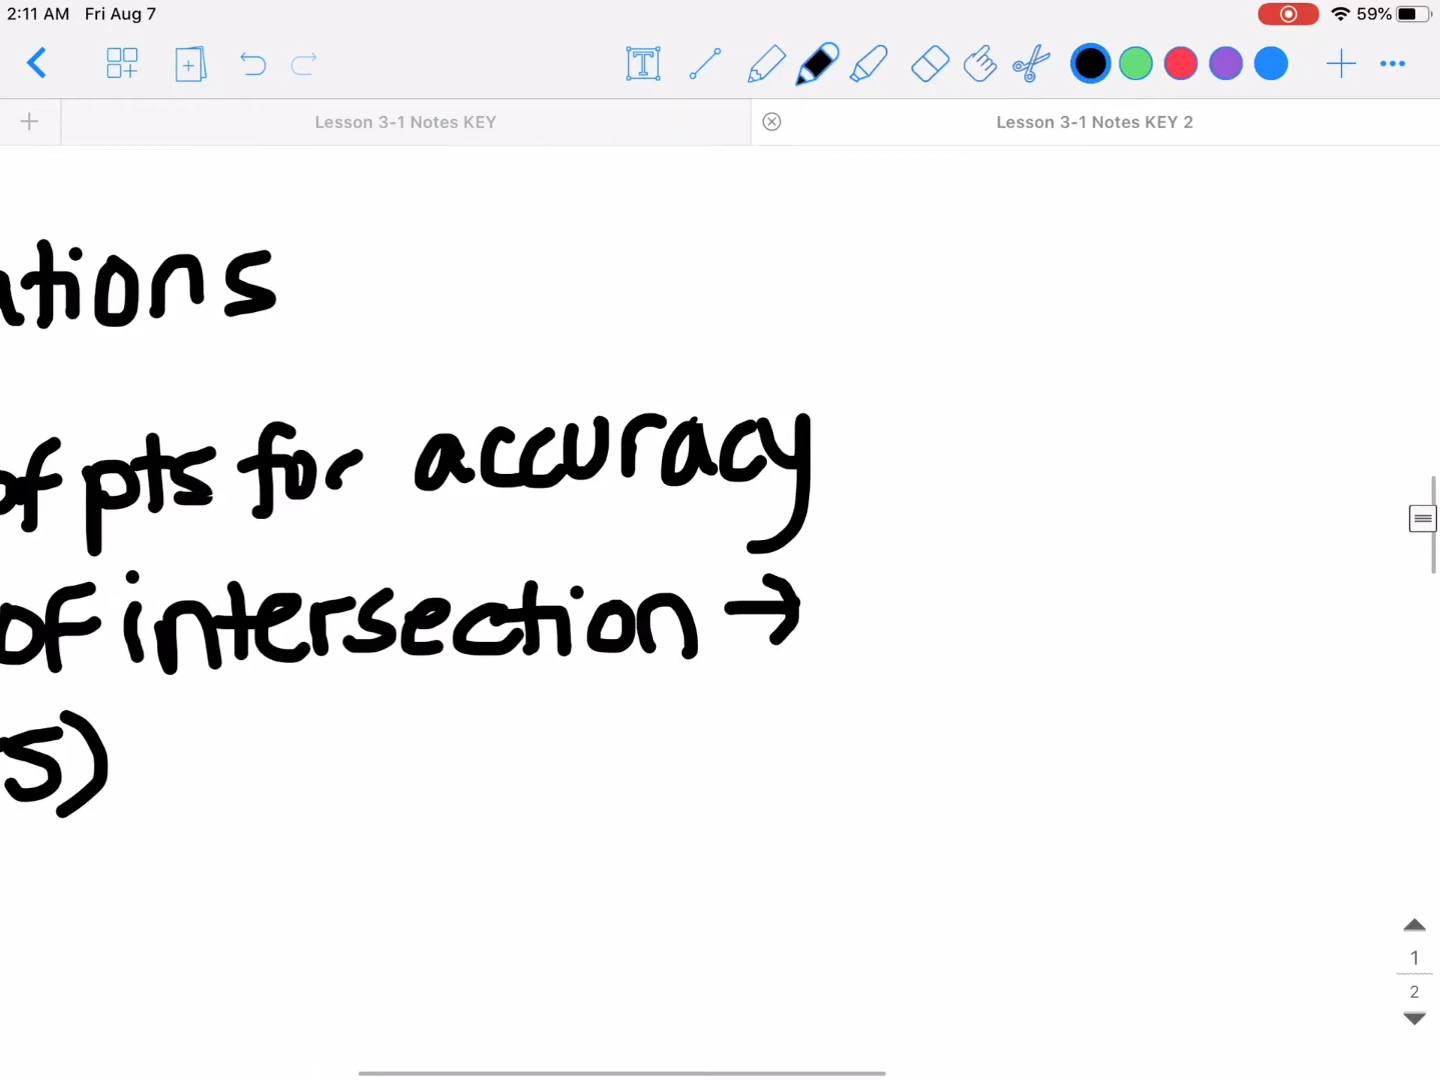 2:11 AM Fri Aug 7 59%
T
Lesson 3-1 Notes KEY
Lesson 3-1 Notes KEY 2
ations
of pts for accuracy
of intersection →
s)
1
2